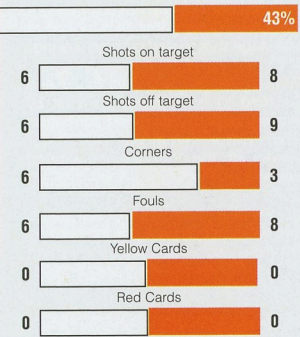 43%
Shots on target
6 8
Shots off target
6 9
Corners
6 3
Fouls
6 8
Yellow Cards
0 0
Red Cards
0 0